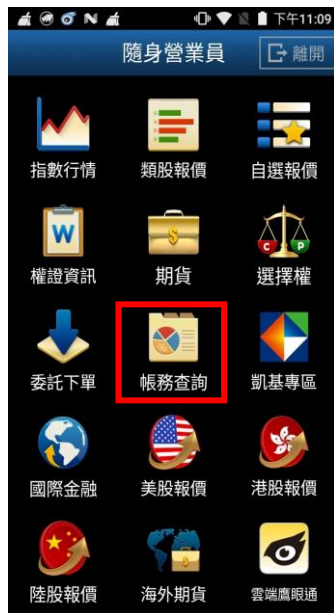 下午11:09
隨身營業員
離開
指數行情
類股報價
自選報價
W
$
C P
權證資訊
期貨
選擇權
委託下單
帳務查詢
凱基專區
國際金融
美股報價
港股報價
陸股報價
海外期貨
雲端鷹眼通